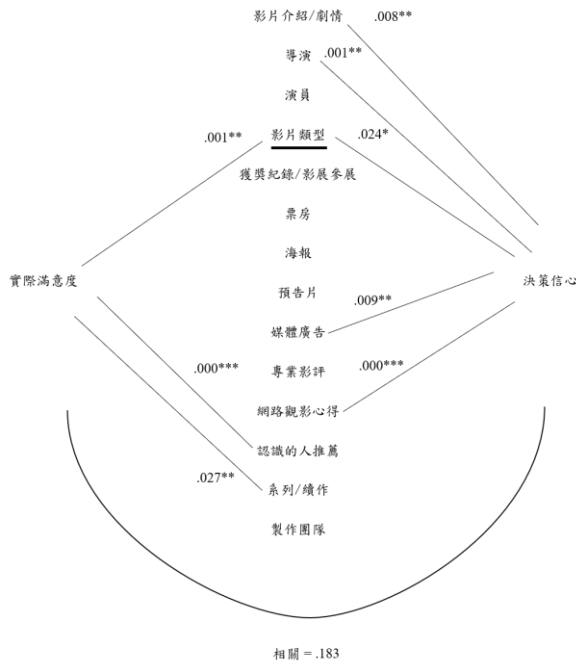 影片介紹/劇情 .008**
導演 .001**
演員
.001** 影片類型 .024*
獲獎紀錄/影展參展
票房
海報
實際滿意度 決策信心
預告片
.009**
媒體廣告
.000*** 專業影評 .000***
網路觀影心得
認識的人推薦
.027** 系列/續作
製作團隊
相關 = .183